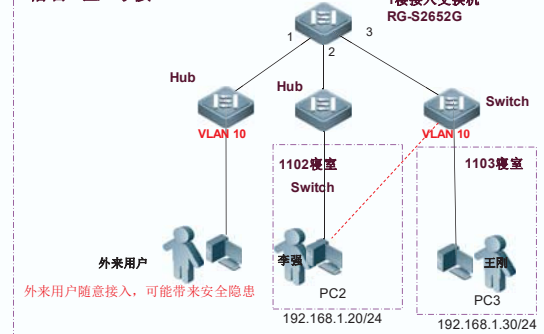 1楼接入交换机
RG-S2652G
1
2
3
Hub
Hub
Switch
VLAN 10
VLAN 10
1102寝室
1103寝室
Switch
外来用户
李强
王刚
外来用户随意接入，可能带来安全隐患
PC2
PC3
192.168.1.20/24
192.168.1.30/24